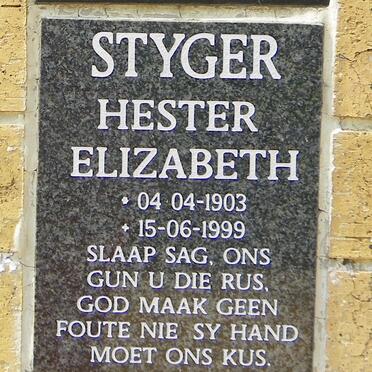 STYGER
HESTER
ELIZABETH
* 04-04-1903
+ 15-06-1999
SLAAP SAG, ONS
GUN U DIE RUS,
GOD MAAK GEEN
FOUTE NIE SY HAND
MOET ONS KUS.